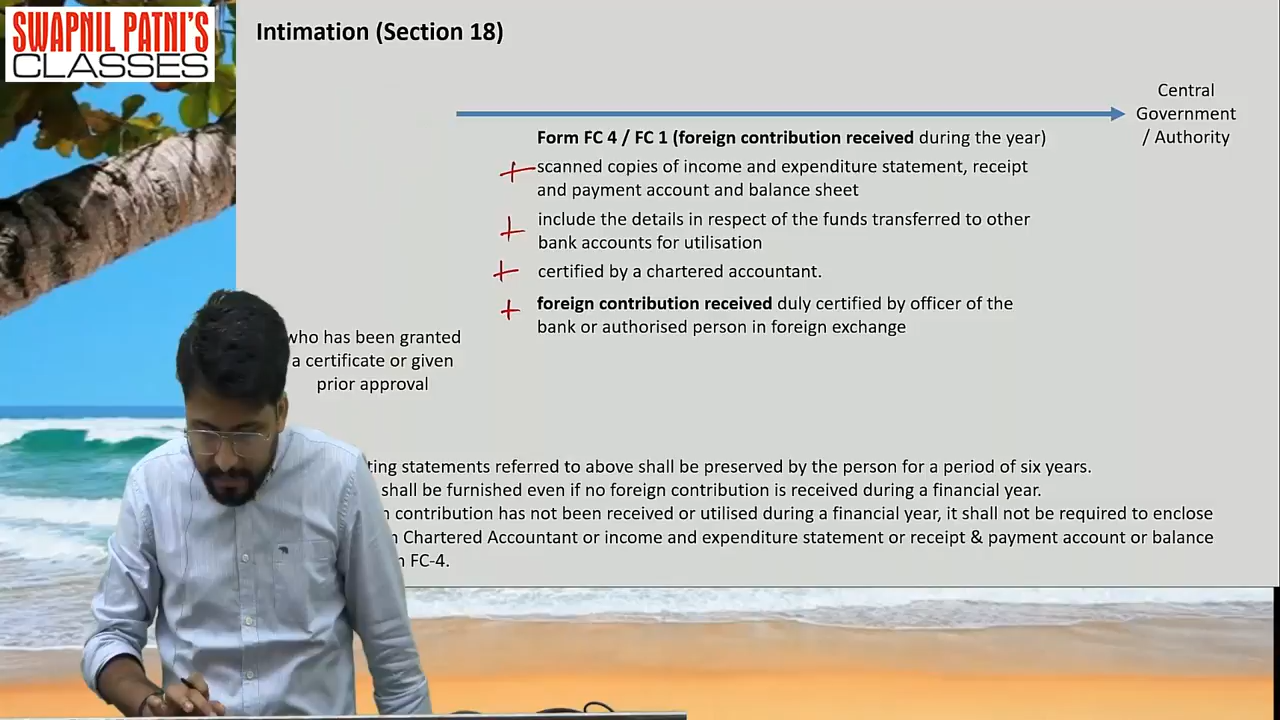 SWAPNIL PATNI'S
CLASSES
Intimation (Section 18)
Central
Government
/ Authority
Form FC 4 / FC 1 (foreign contribution received during the year)
scanned copies of income and expenditure statement, receipt
and payment account and balance sheet
include the details in respect of the funds transferred to other
bank accounts for utilisation
certified by a chartered accountant.
foreign contribution received duly certified by officer of the
bank or authorised person in foreign exchange
who has been granted
a certificate or given
prior approval
statements referred to above shall be preserved by the person for a period of six years.
shall be furnished even if no foreign contribution is received during a financial year.
contribution has not been received or utilised during a financial year, it shall not be required to enclose
Chartered Accountant or income and expenditure statement or receipt & payment account or balance
FC-4.